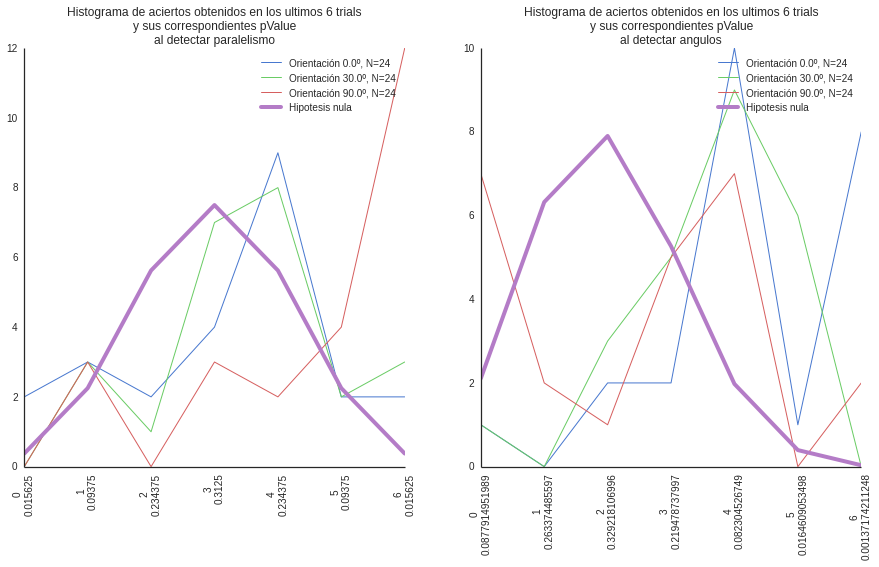 Histograma de aciertos obtenidos en los ultimos 6 trials
y sus correspondientes pValue
al detectar paralelismo
12
10
8
6
4
2
0
Orientación 0.0º, N=24
Orientación 30.0º, N=24
Orientación 90.0º, N=24
Hipotesis nula
0
0.015625
1
0.09375
2
0.234375
3
0.3125
4
0.234375
5
0.09375
6
0.015625
Histograma de aciertos obtenidos en los ultimos 6 trials
y sus correspondientes pValue
al detectar angulos
10
8
6
4
2
0
Orientación 0.0º, N=24
Orientación 30.0º, N=24
Orientación 90.0º, N=24
Hipotesis nula
0
0.0877914951989
1
0.263374485597
2
0.329218106996
3
0.219478737997
4
0.082304526749
5
0.0164609053498
6
0.00137174211248